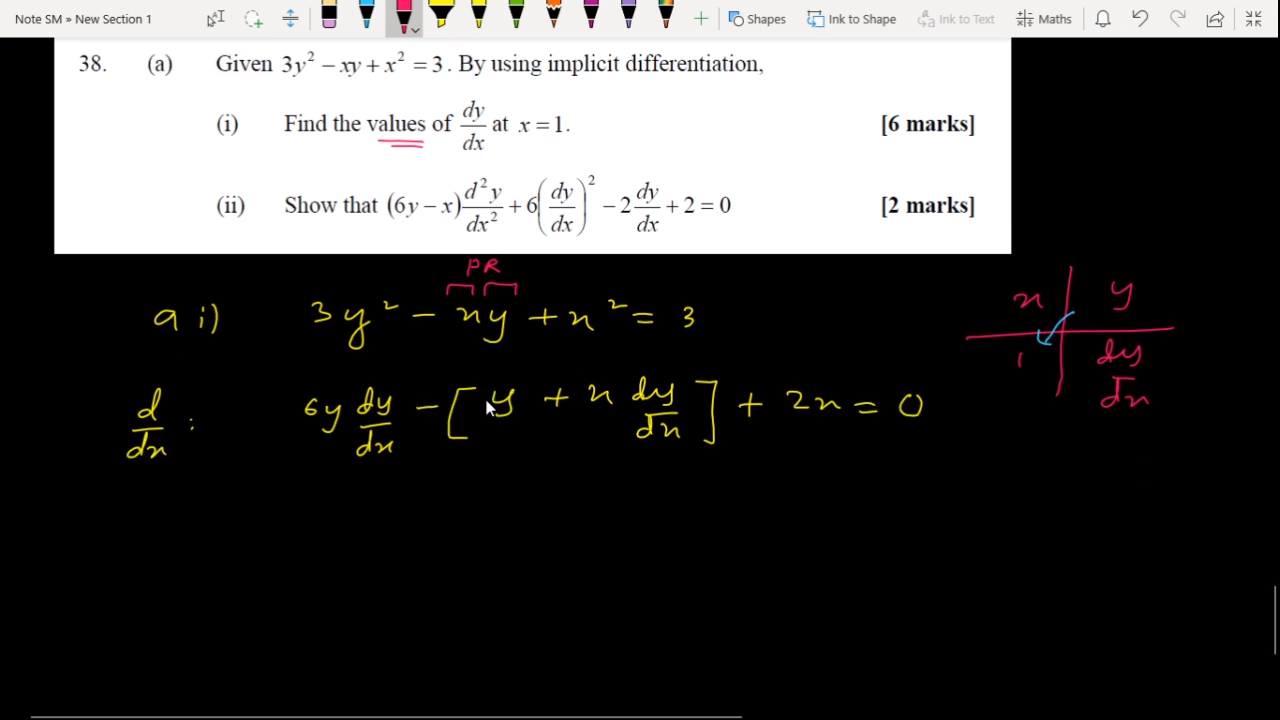 Note SM » New Section 1
Shapes Ink to Shape Ink to Text Maths
38. (a) Given 3y² − xy + x² = 3. By using implicit differentiation,
(i) Find the values of dy/dx at x = 1. [6 marks]
(ii) Show that (6y − x) d²y/dx² + 6(dy/dx)² − 2 dy/dx + 2 = 0 [2 marks]
PR
a i) 3y² − xy + x² = 3
x | y
1 | dy/dx
d/dx : 6y dy/dx − [y + x dy/dx] + 2x = 0